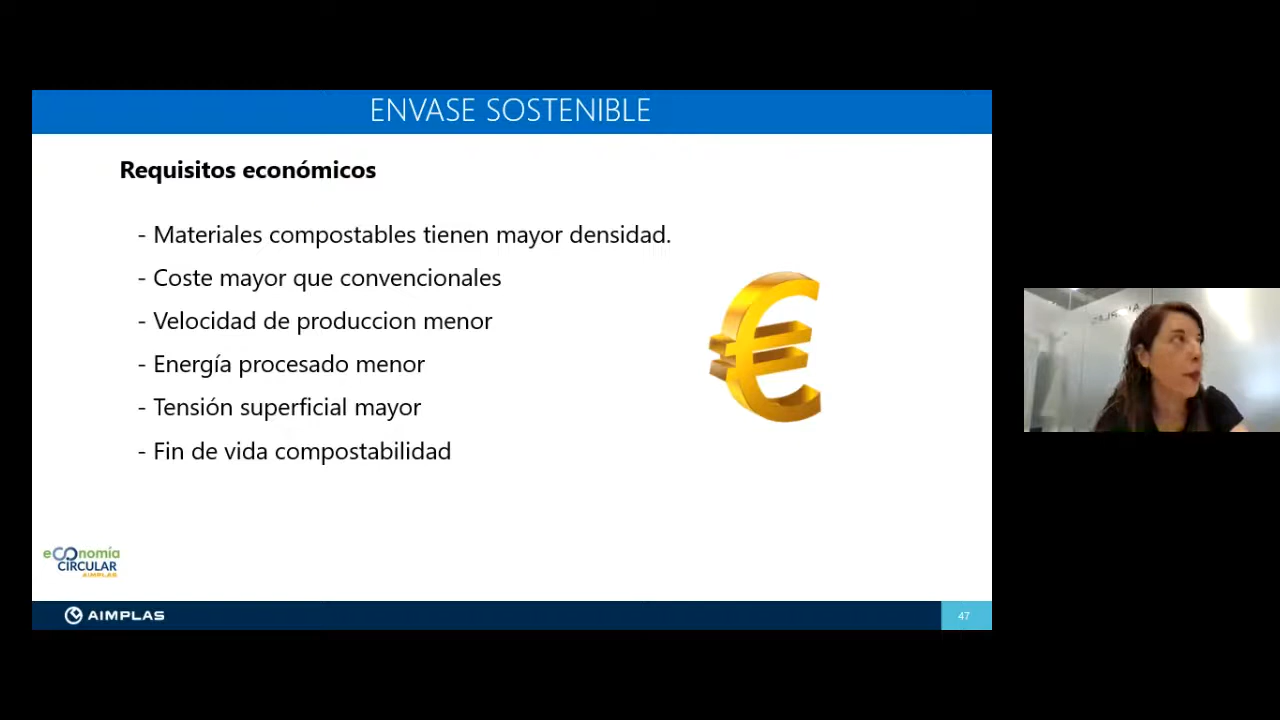 ENVASE SOSTENIBLE
Requisitos económicos
- Materiales compostables tienen mayor densidad.
- Coste mayor que convencionales
- Velocidad de produccion menor
- Energía procesado menor
- Tensión superficial mayor
- Fin de vida compostabilidad
eCOnomía
CIRCULAR
AIMPLAS
AIMPLAS
47